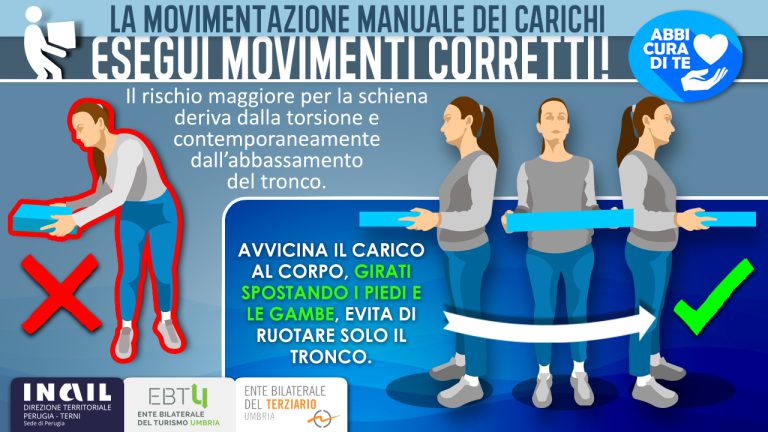 LA MOVIMENTAZIONE MANUALE DEI CARICHI
ESEGUI MOVIMENTI CORRETTI!
ABBI
CURA
DI TE
Il rischio maggiore per la schiena
deriva dalla torsione e
contemporaneamente
dall'abbassamento
del tronco.
AVVICINA IL CARICO
AL CORPO, GIRATI
SPOSTANDO I PIEDI E
LE GAMBE, EVITA DI
RUOTARE SOLO IL
TRONCO.
INAIL
DIREZIONE TERRITORIALE
PERUGIA - TERNI
Sede di Perugia
EBT4
ENTE BILATERALE
DEL TURISMO UMBRIA
ENTE BILATERALE
DEL TERZIARIO
UMBRIA